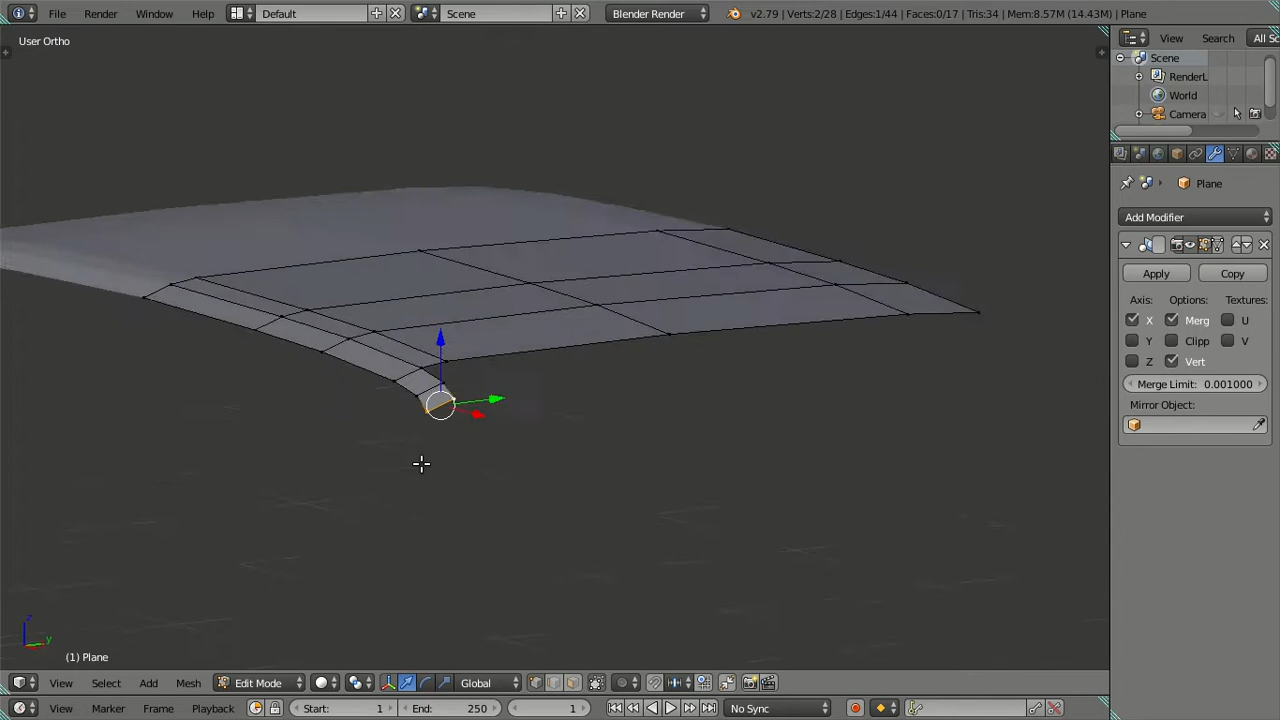 File Render Window Help Default Scene Blender Render v2.79 | Verts:2/28 | Edges:1/44 | Faces:0/17 | Tris:34 | Mem:8.57M (14.43M) | Plane
User Ortho
View Search All Sc
Scene
RenderL
World
Camera
Plane
Add Modifier
Apply Copy
Axis: Options: Textures:
X Merg U
Y Clipp V
Z Vert
Merge Limit: 0.001000
Mirror Object:
z
y
(1) Plane
View Select Add Mesh Edit Mode Global
View Marker Frame Playback Start: 1 End: 250 1 No Sync